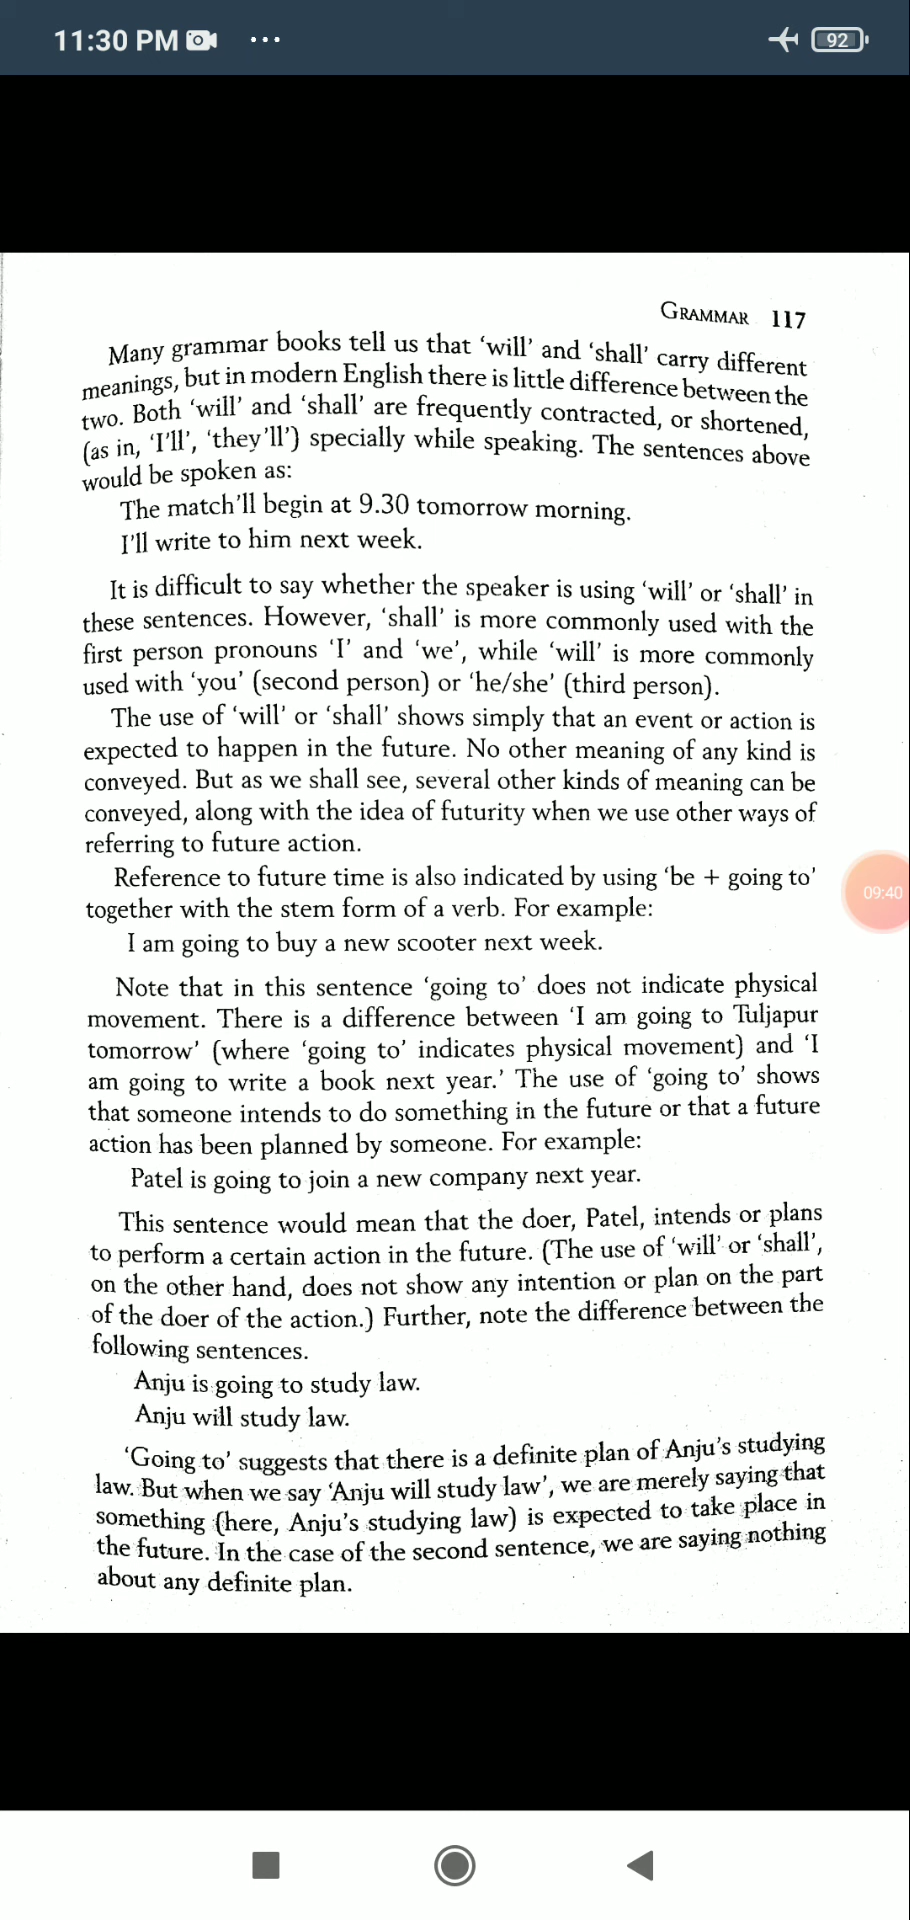 11:30 PM ...
92
GRAMMAR 117
Many grammar books tell us that ‘will’ and ‘shall’ carry different
meanings, but in modern English there is little difference between the
two. Both ‘will’ and ‘shall’ are frequently contracted, or shortened,
(as in, ‘I’ll’, ‘they’ll’) specially while speaking. The sentences above
would be spoken as:
The match’ll begin at 9.30 tomorrow morning.
I’ll write to him next week.
It is difficult to say whether the speaker is using ‘will’ or ‘shall’ in
these sentences. However, ‘shall’ is more commonly used with the
first person pronouns ‘I’ and ‘we’, while ‘will’ is more commonly
used with ‘you’ (second person) or ‘he/she’ (third person).
The use of ‘will’ or ‘shall’ shows simply that an event or action is
expected to happen in the future. No other meaning of any kind is
conveyed. But as we shall see, several other kinds of meaning can be
conveyed, along with the idea of futurity when we use other ways of
referring to future action.
Reference to future time is also indicated by using ‘be + going to’
09:40
together with the stem form of a verb. For example:
I am going to buy a new scooter next week.
Note that in this sentence ‘going to’ does not indicate physical
movement. There is a difference between ‘I am going to Tuljapur
tomorrow’ (where ‘going to’ indicates physical movement) and ‘I
am going to write a book next year.’ The use of ‘going to’ shows
that someone intends to do something in the future or that a future
action has been planned by someone. For example:
Patel is going to join a new company next year.
This sentence would mean that the doer, Patel, intends or plans
to perform a certain action in the future. (The use of ‘will’ or ‘shall’,
on the other hand, does not show any intention or plan on the part
of the doer of the action.) Further, note the difference between the
following sentences.
Anju is going to study law.
Anju will study law.
‘Going to’ suggests that there is a definite plan of Anju’s studying
law. But when we say ‘Anju will study law’, we are merely saying that
something (here, Anju’s studying law) is expected to take place in
the future. In the case of the second sentence, we are saying nothing
about any definite plan.